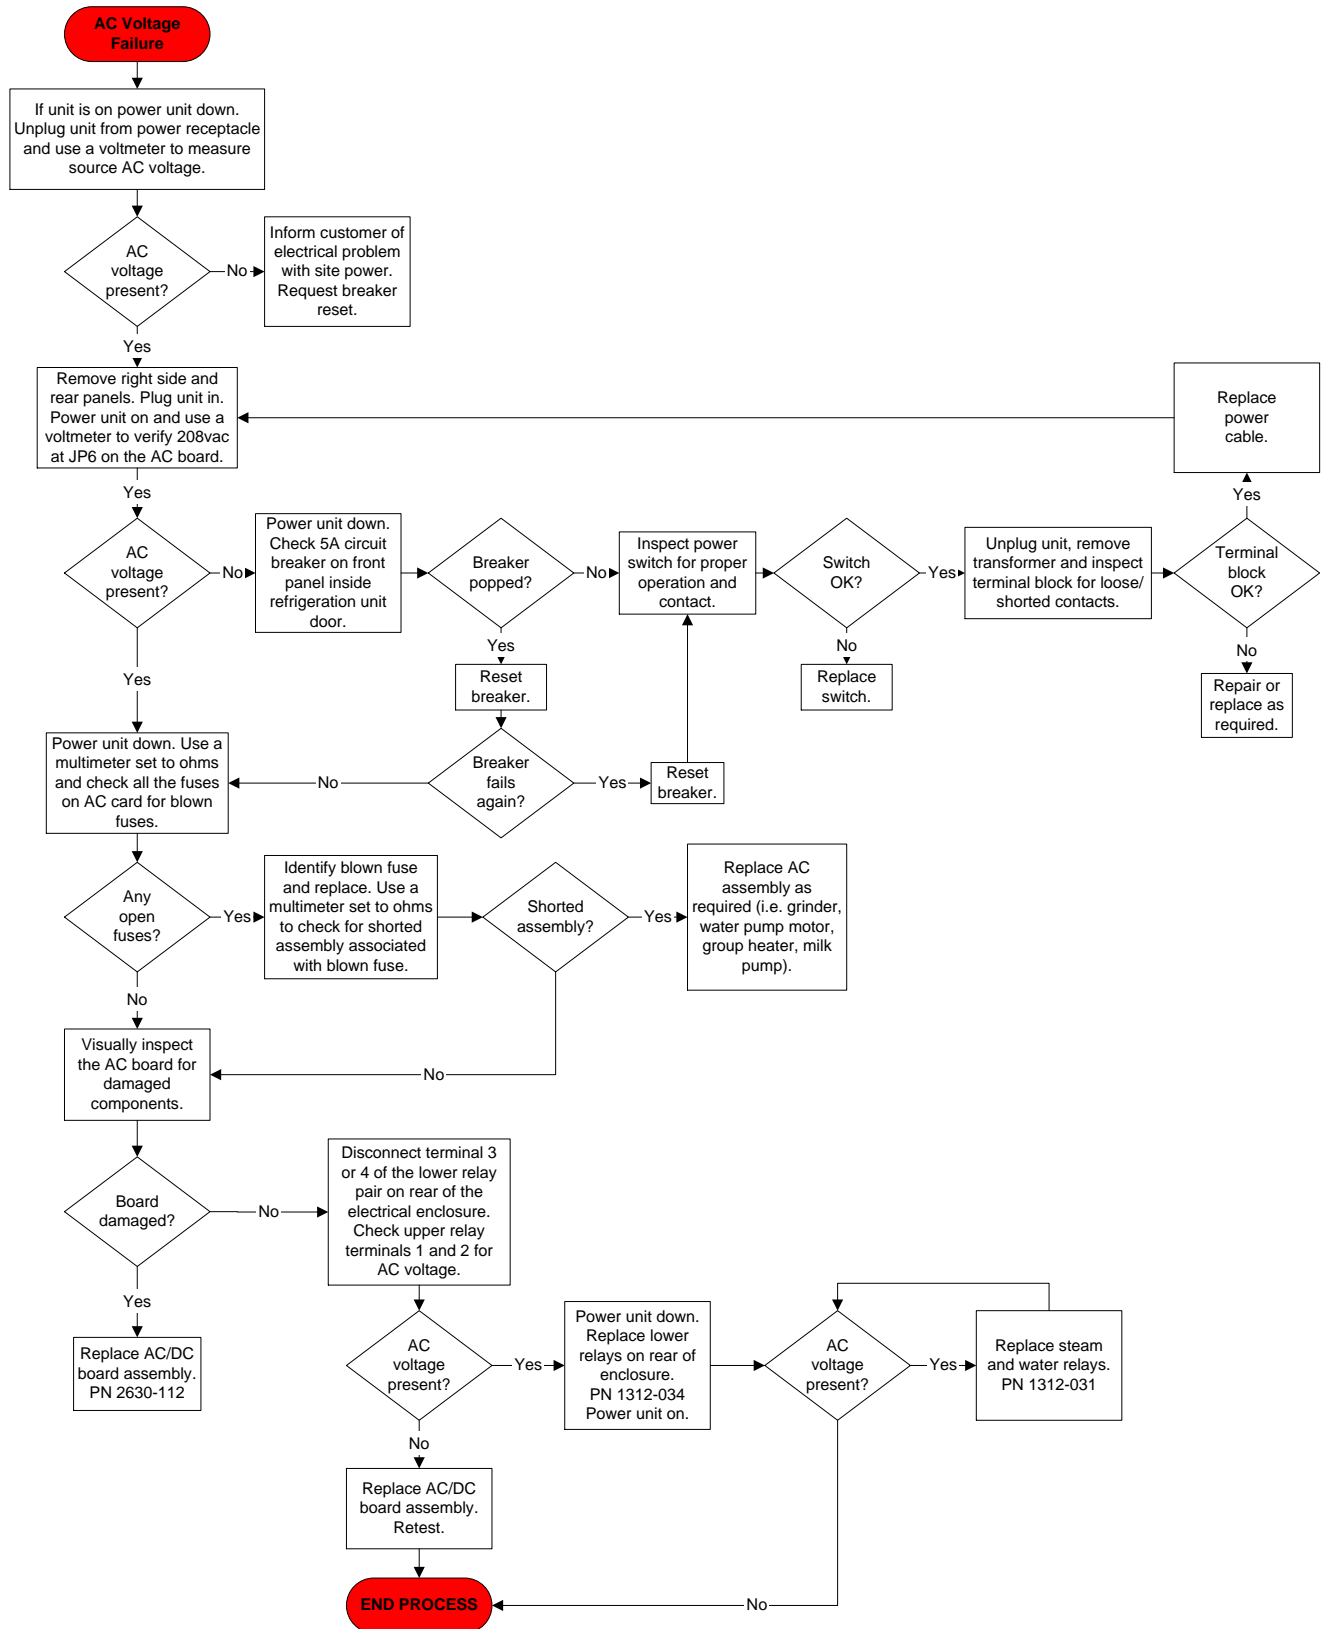 AC Voltage
Failure
If unit is on power unit down.
Unplug unit from power receptacle
and use a voltmeter to measure
source AC voltage.
AC
voltage
present?
No
Inform customer of
electrical problem
with site power.
Request breaker
reset.
Yes
Remove right side and
rear panels. Plug unit in.
Power unit on and use a
voltmeter to verify 208vac
at JP6 on the AC board.
Replace
power
cable.
Yes
AC
voltage
present?
No
Power unit down.
Check 5A circuit
breaker on front
panel inside
refrigeration unit
door.
Breaker
popped?
No
Inspect power
switch for proper
operation and
contact.
Switch
OK?
Yes
Unplug unit, remove
transformer and inspect
terminal block for loose/
shorted contacts.
Terminal
block
OK?
Yes
No
Repair or
replace as
required.
No
Replace
switch.
Yes
Reset
breaker.
Breaker
fails
again?
Yes
Reset
breaker.
No
Yes
Power unit down. Use a
multimeter set to ohms
and check all the fuses
on AC card for blown
fuses.
Any
open
fuses?
Yes
Identify blown fuse
and replace. Use a
multimeter set to ohms
to check for shorted
assembly associated
with blown fuse.
Shorted
assembly?
Yes
Replace AC
assembly as
required (i.e. grinder,
water pump motor,
group heater, milk
pump).
No
No
Visually inspect
the AC board for
damaged
components.
Board
damaged?
No
Disconnect terminal 3
or 4 of the lower relay
pair on rear of the
electrical enclosure.
Check upper relay
terminals 1 and 2 for
AC voltage.
Yes
Replace AC/DC
board assembly.
PN 2630-112
AC
voltage
present?
Yes
Power unit down.
Replace lower
relays on rear of
enclosure.
PN 1312-034
Power unit on.
AC
voltage
present?
Yes
Replace steam
and water relays.
PN 1312-031
No
Replace AC/DC
board assembly.
Retest.
END PROCESS
No